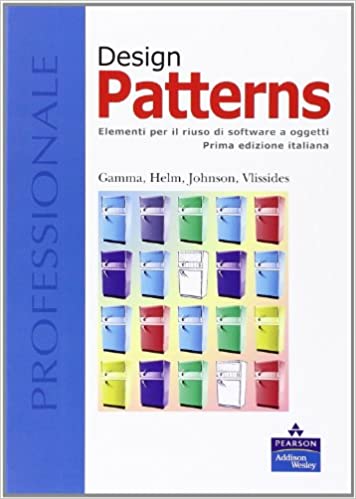 PROFESSIONALE
Design
Patterns
Elementi per il riuso di software a oggetti
Prima edizione italiana
Gamma, Helm, Johnson, Vlissides
PEARSON
Addison
Wesley